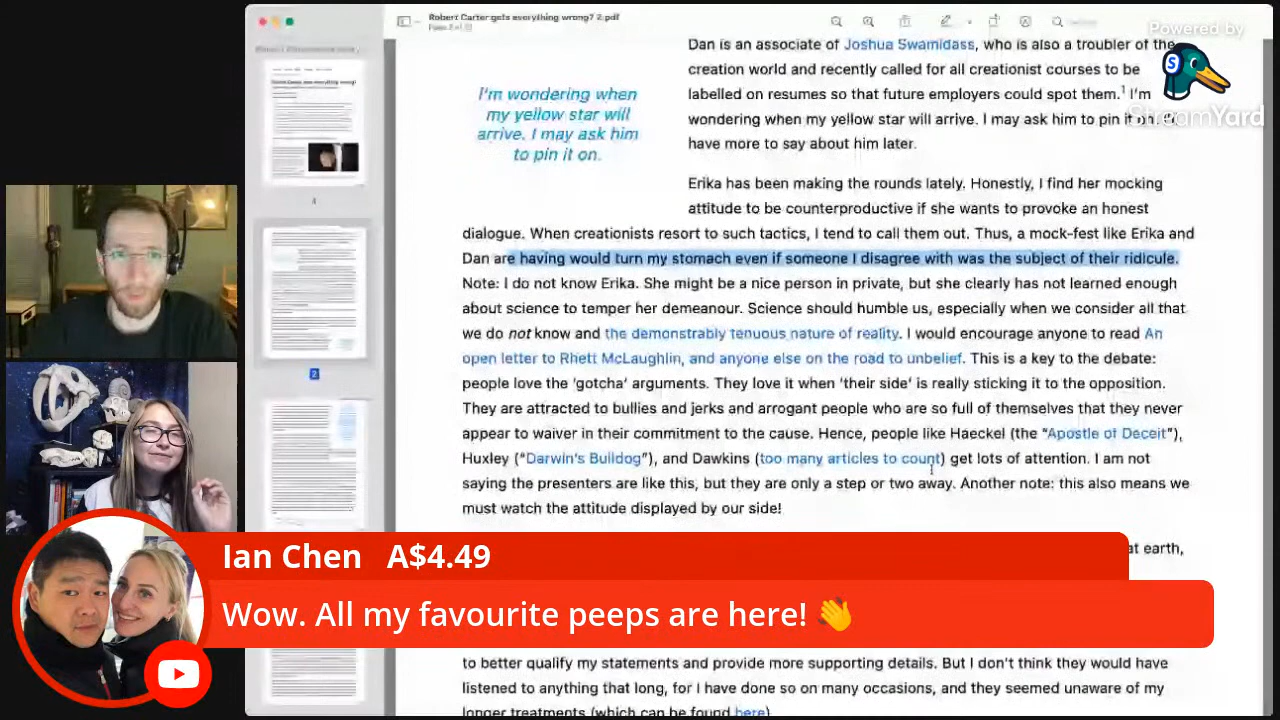 Robert Carter gets everything wrong? 2.pdf
Powered by
StreamYard
I'm wondering when
my yellow star will
arrive. I may ask him
to pin it on.
Dan is an associate of Joshua Swamidass, who is also a troubler of the
creation world and recently called for all creationist courses to be
labeled on resumes so that future employers could spot them.¹ I'm
wondering when my yellow star will arrive. I may ask him to pin it on.
have more to say about him later.
Erika has been making the rounds lately. Honestly, I find her mocking
attitude to be counterproductive if she wants to provoke an honest
dialogue. When creationists resort to such tactics, I tend to call them out. Thus, a mock-fest like Erika and
Dan are having would turn my stomach even if someone I disagree with was the subject of their ridicule.
Note: I do not know Erika. She might be a nice person in private, but she clearly has not learned enough
about science to temper her demeanour. Science should humble us, especially when we consider all that
we do not know and the demonstrably tenuous nature of reality. I would encourage anyone to read An
open letter to Rhett McLaughlin, and anyone else on the road to unbelief. This is a key to the debate:
people love the 'gotcha' arguments. They love it when 'their side' is really sticking it to the opposition.
They are attracted to bullies and jerks and arrogant people who are so full of themselves that they never
appear to waiver in their commitment to the cause. Hence, people like Haeckel (the "Apostle of Deceit"),
Huxley ("Darwin's Bulldog"), and Dawkins (too many articles to count) get lots of attention. I am not
saying the presenters are like this, but they are only a step or two away. Another note: this also means we
must watch the attitude displayed by our side!
at earth,
Ian Chen A$4.49
Wow. All my favourite peeps are here! 👋
to better qualify my statements and provide more supporting details. But I don't think they would have
listened to anything that long, for I have done so on many occasions, and they seemed unaware of my
longer treatments (which can be found here).
2